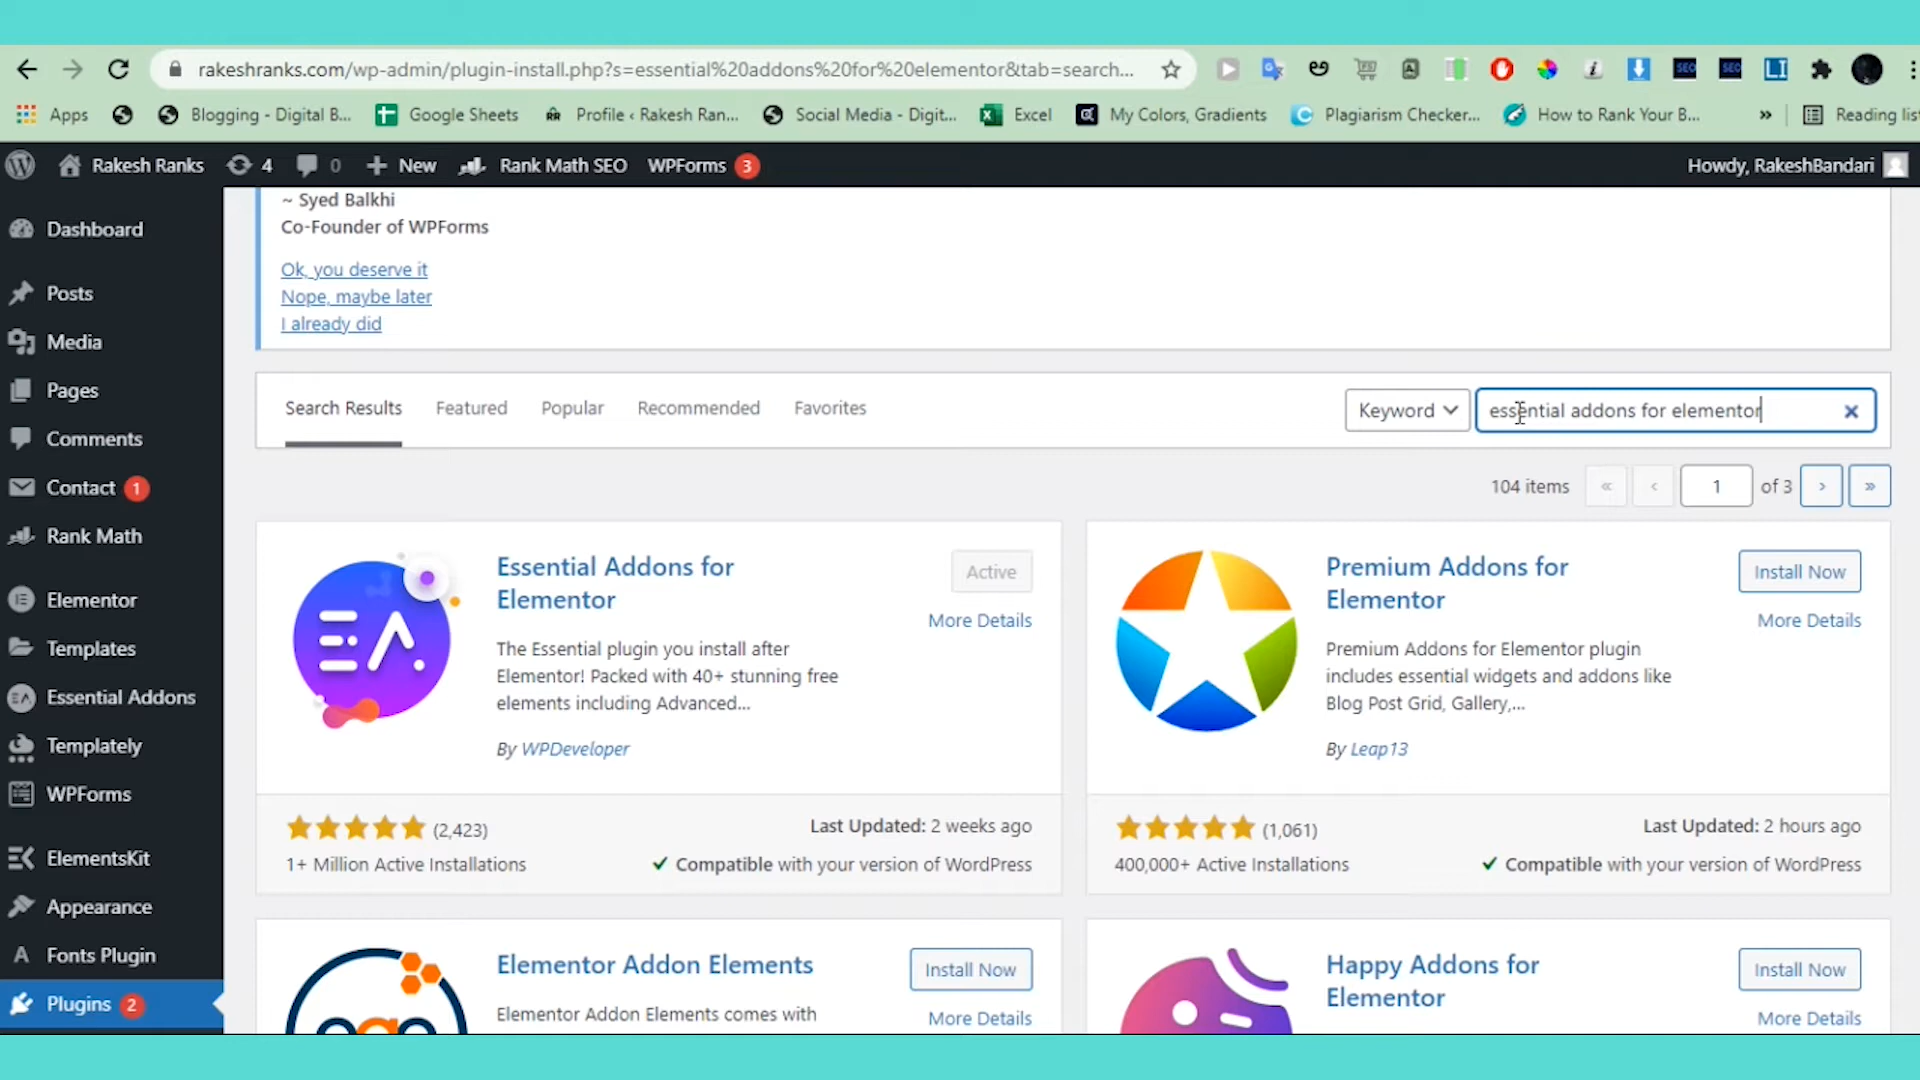 rakeshranks.com/wp-admin/plugin-install.php?s=essential%20addons%20for%20elementor&tab=search...
Apps
Blogging - Digital B...
Google Sheets
Profile ‹ Rakesh Ran...
Social Media - Digit...
Excel
My Colors, Gradients
Plagiarism Checker...
How to Rank Your B...
»
Reading list
Rakesh Ranks
4
0
New
Rank Math SEO
WPForms 3
Howdy, RakeshBandari
Dashboard
Posts
Media
Pages
Comments
Contact 1
Rank Math
Elementor
Templates
Essential Addons
Templately
WPForms
ElementsKit
Appearance
Fonts Plugin
Plugins 2
~ Syed Balkhi
Co-Founder of WPForms
Ok, you deserve it
Nope, maybe later
I already did
Search Results
Featured
Popular
Recommended
Favorites
Keyword
essential addons for elementor
104 items
«
‹
1
of 3
›
»
Essential Addons for
Elementor
Active
More Details
The Essential plugin you install after
Elementor! Packed with 40+ stunning free
elements including Advanced...
By WPDeveloper
(2,423)
1+ Million Active Installations
Last Updated: 2 weeks ago
Compatible with your version of WordPress
Premium Addons for
Elementor
Install Now
More Details
Premium Addons for Elementor plugin
includes essential widgets and addons like
Blog Post Grid, Gallery,...
By Leap13
(1,061)
400,000+ Active Installations
Last Updated: 2 hours ago
Compatible with your version of WordPress
Elementor Addon Elements
Install Now
More Details
Elementor Addon Elements comes with
Happy Addons for
Elementor
Install Now
More Details